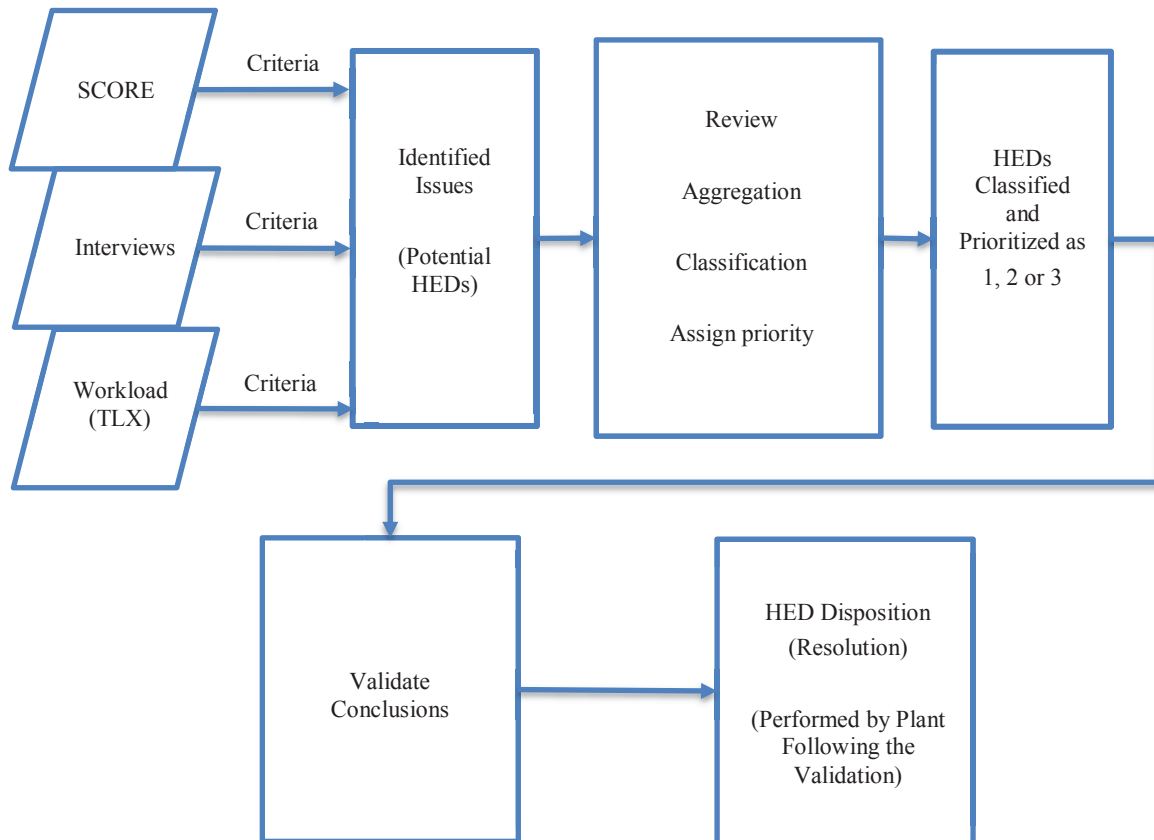 SCORE
Criteria
Interviews
Criteria
Workload
(TLX)
Criteria
Identified
Issues
(Potential
HEDs)
Review
Aggregation
Classification
Assign priority
HEDs
Classified
and
Prioritized as
1, 2 or 3
Validate
Conclusions
HED Disposition
(Resolution)
(Performed by Plant
Following the
Validation)